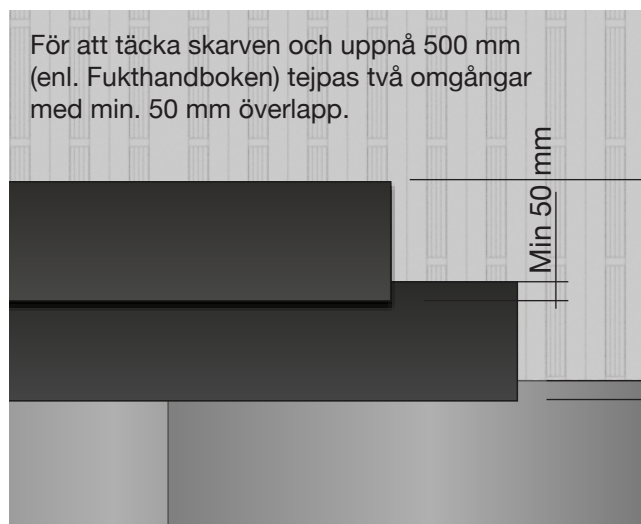 För att täcka skarven och uppnå 500 mm
(enl. Fukthandboken) tejpas två omgångar
med min. 50 mm överlapp.
Min 50 mm